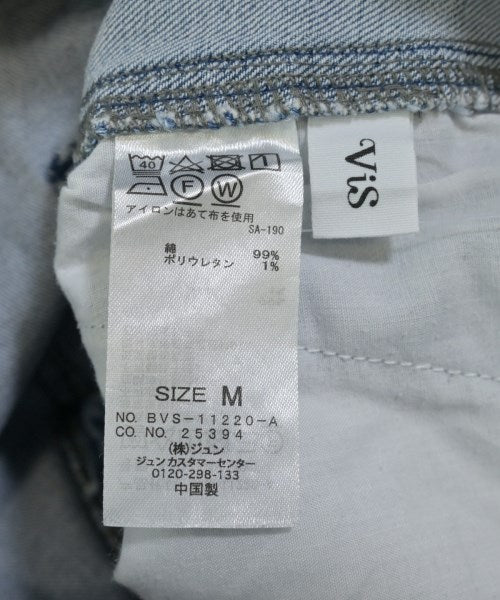 40
F W
アイロンはあて布を使用
SA-190
綿 99%
ポリウレタン 1%
SIZE M
NO. BVS-11220-A
CO. NO. 25394
(株)ジュン
ジュン カスタマーセンター
0120-298-133
中国製
ViS